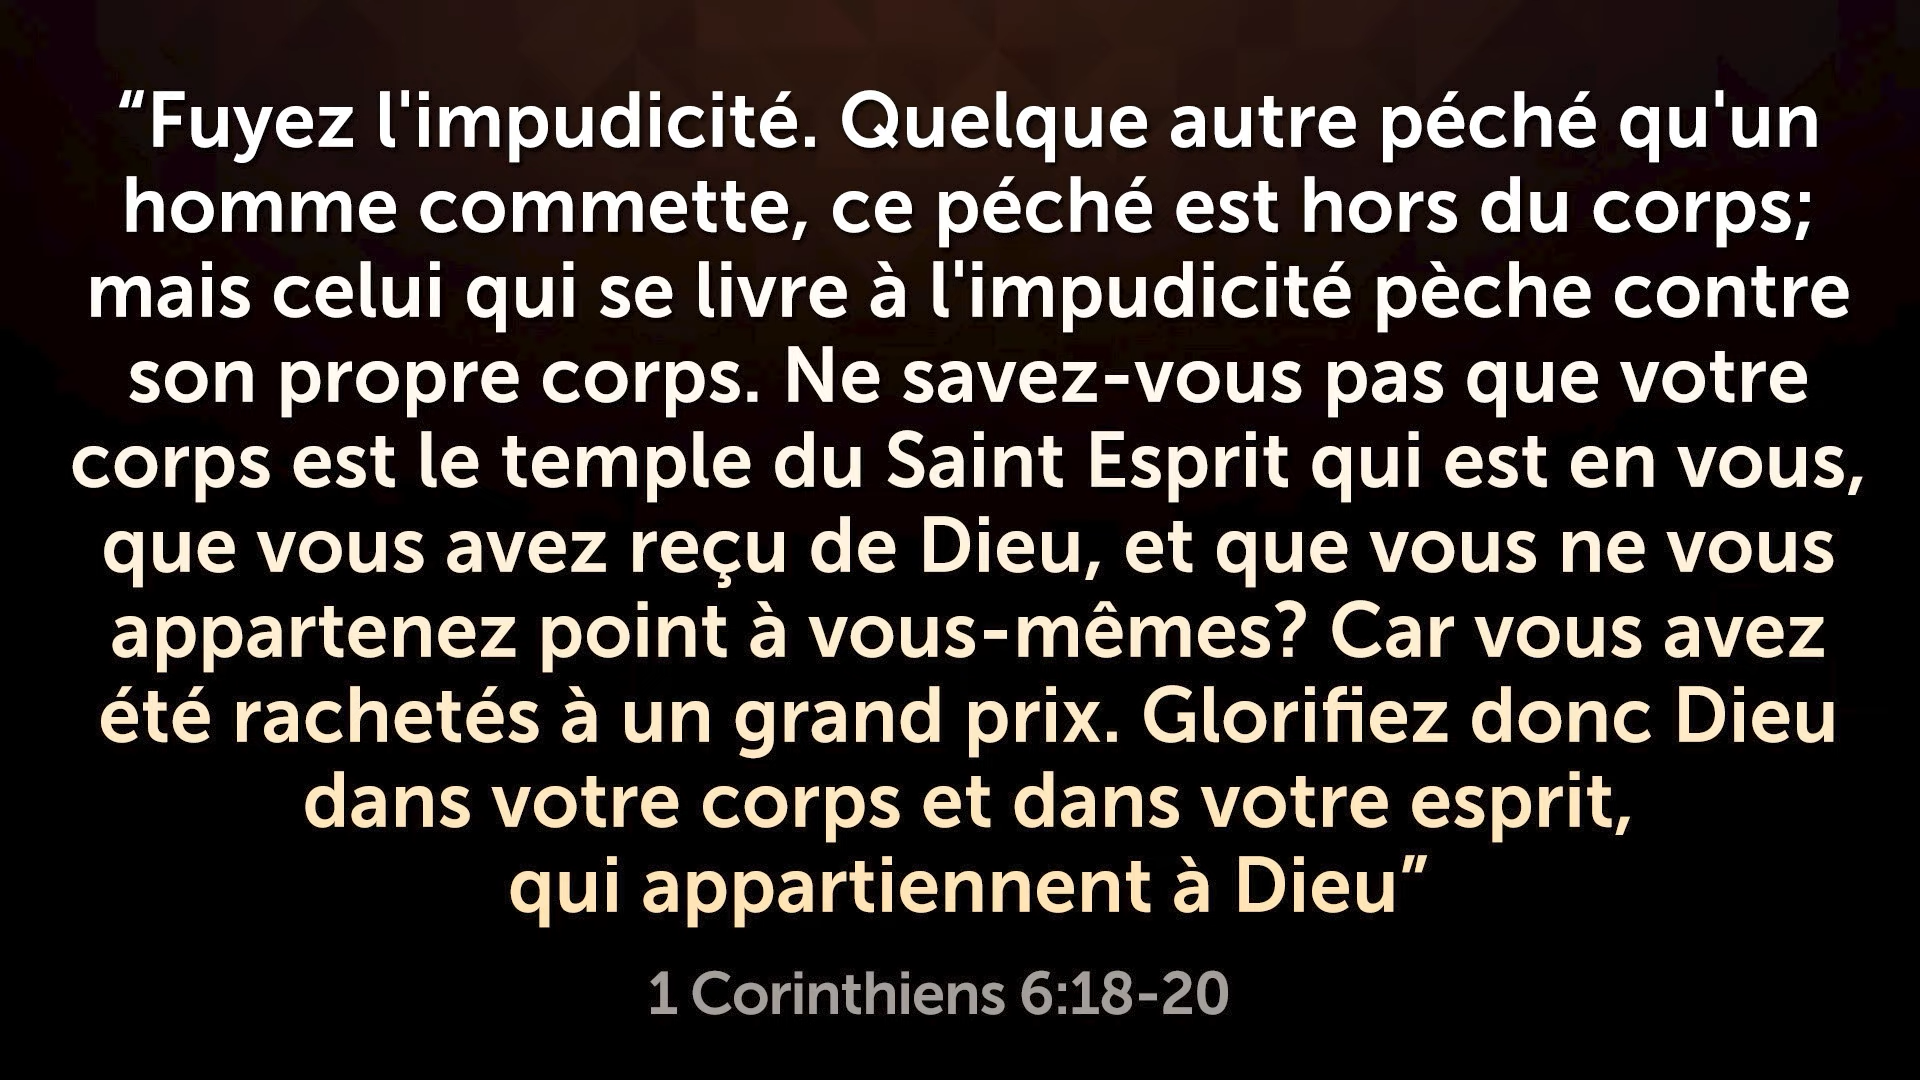 “Fuyez l'impudicité. Quelque autre péché qu'un
homme commette, ce péché est hors du corps;
mais celui qui se livre à l'impudicité pèche contre
son propre corps. Ne savez-vous pas que votre
corps est le temple du Saint Esprit qui est en vous,
que vous avez reçu de Dieu, et que vous ne vous
appartenez point à vous-mêmes? Car vous avez
été rachetés à un grand prix. Glorifiez donc Dieu
dans votre corps et dans votre esprit,
qui appartiennent à Dieu”
1 Corinthiens 6:18-20